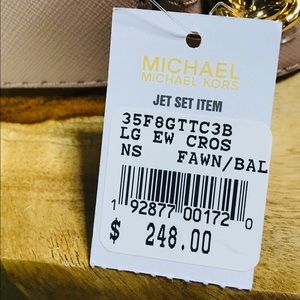 MICHAEL
MICHAEL KORS
JET SET ITEM
35F8GTTC3B
LG EW CROS
NS FAWN/BAL
1 92877 00172 0
$ 248.00